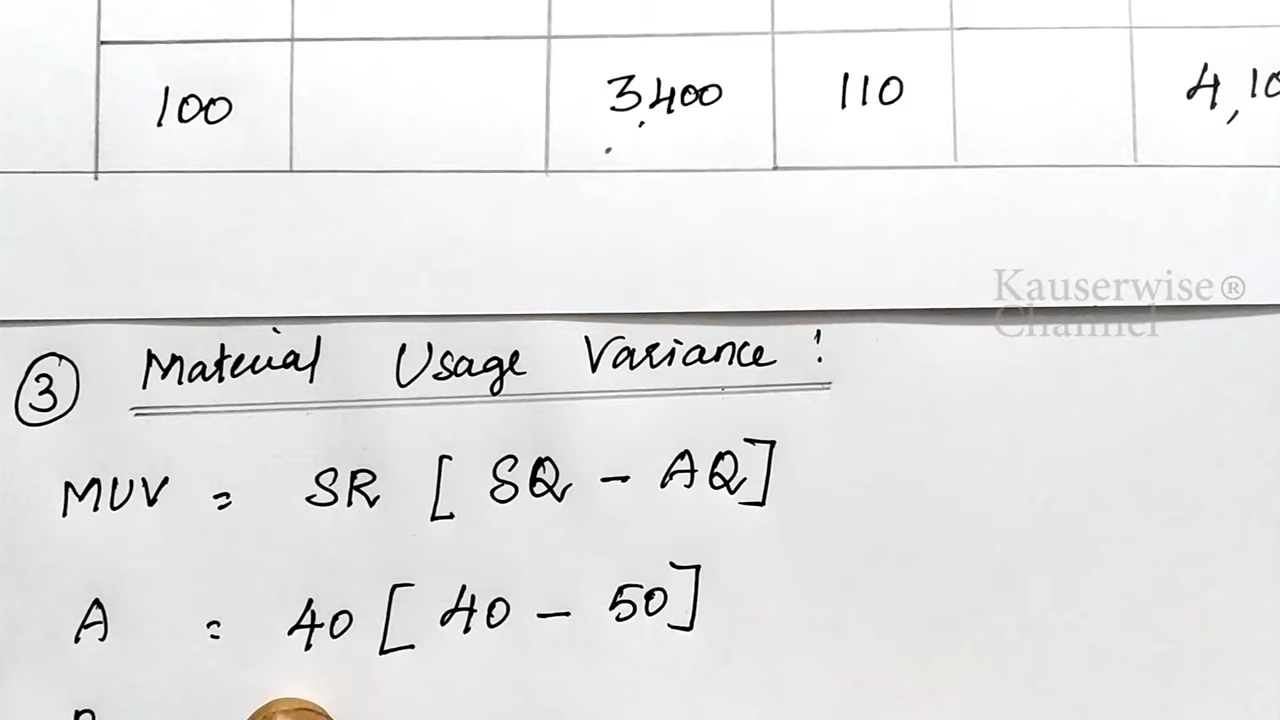 100 3,400 110 4,10
Kauserwise®
Channel
③ Material Usage Variance :
MUV = SR [ SQ - AQ]
A = 40 [ 40 - 50]